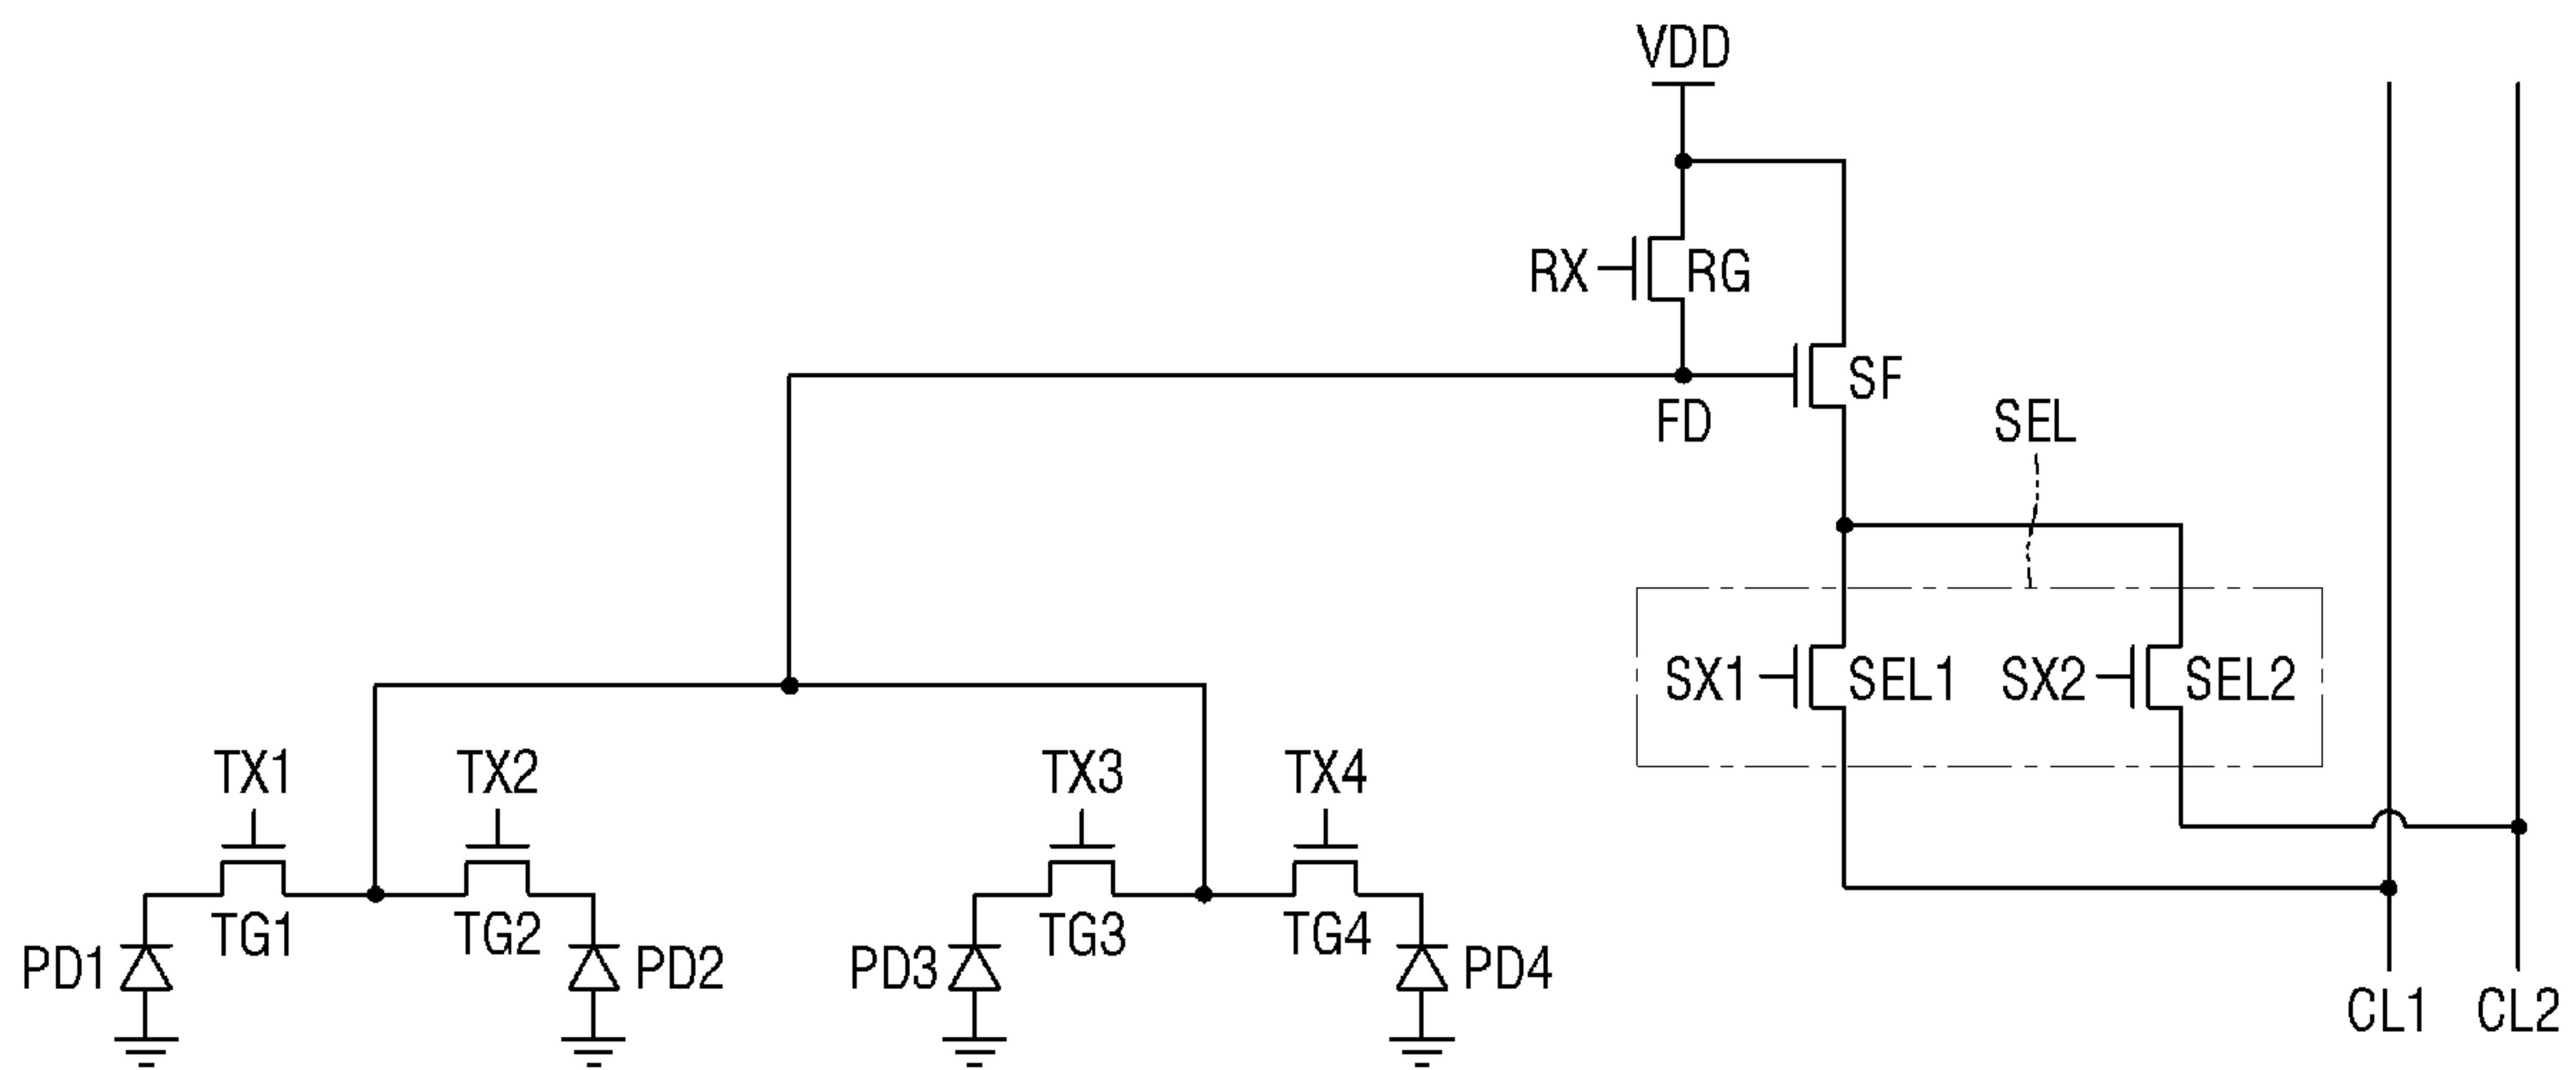 VDD
RX
RG
SF
FD
SEL
SX1
SEL1
SX2
SEL2
TX1
TX2
TX3
TX4
TG1
TG2
TG3
TG4
PD1
PD2
PD3
PD4
CL1
CL2